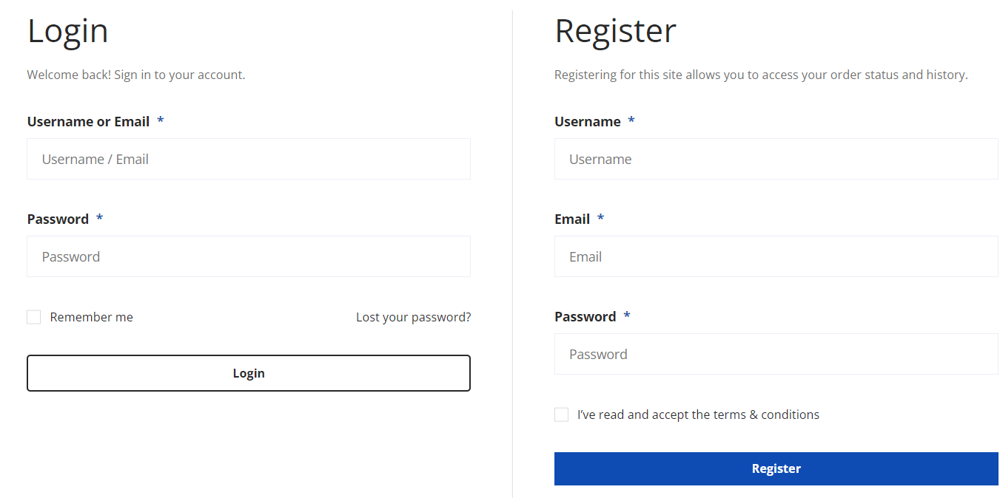 Login
Welcome back! Sign in to your account.
Username or Email *
Username / Email
Password *
Password
Remember me
Lost your password?
Login
Register
Registering for this site allows you to access your order status and history.
Username *
Username
Email *
Email
Password *
Password
I've read and accept the terms & conditions
Register